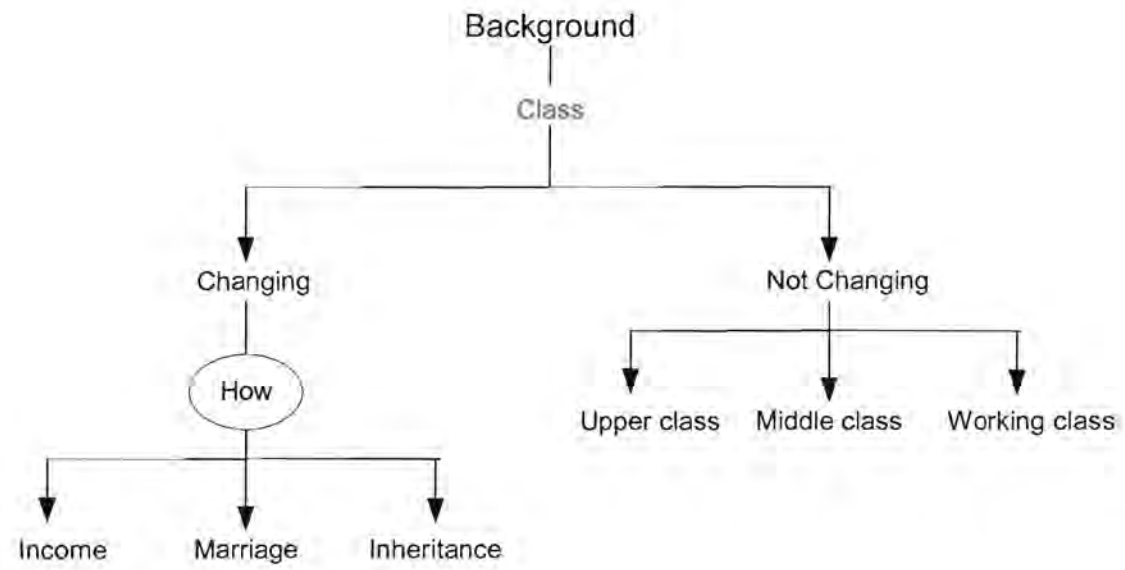 Background
Class
Changing
Not Changing
How
Upper class
Middle class
Working class
Income
Marriage
Inheritance